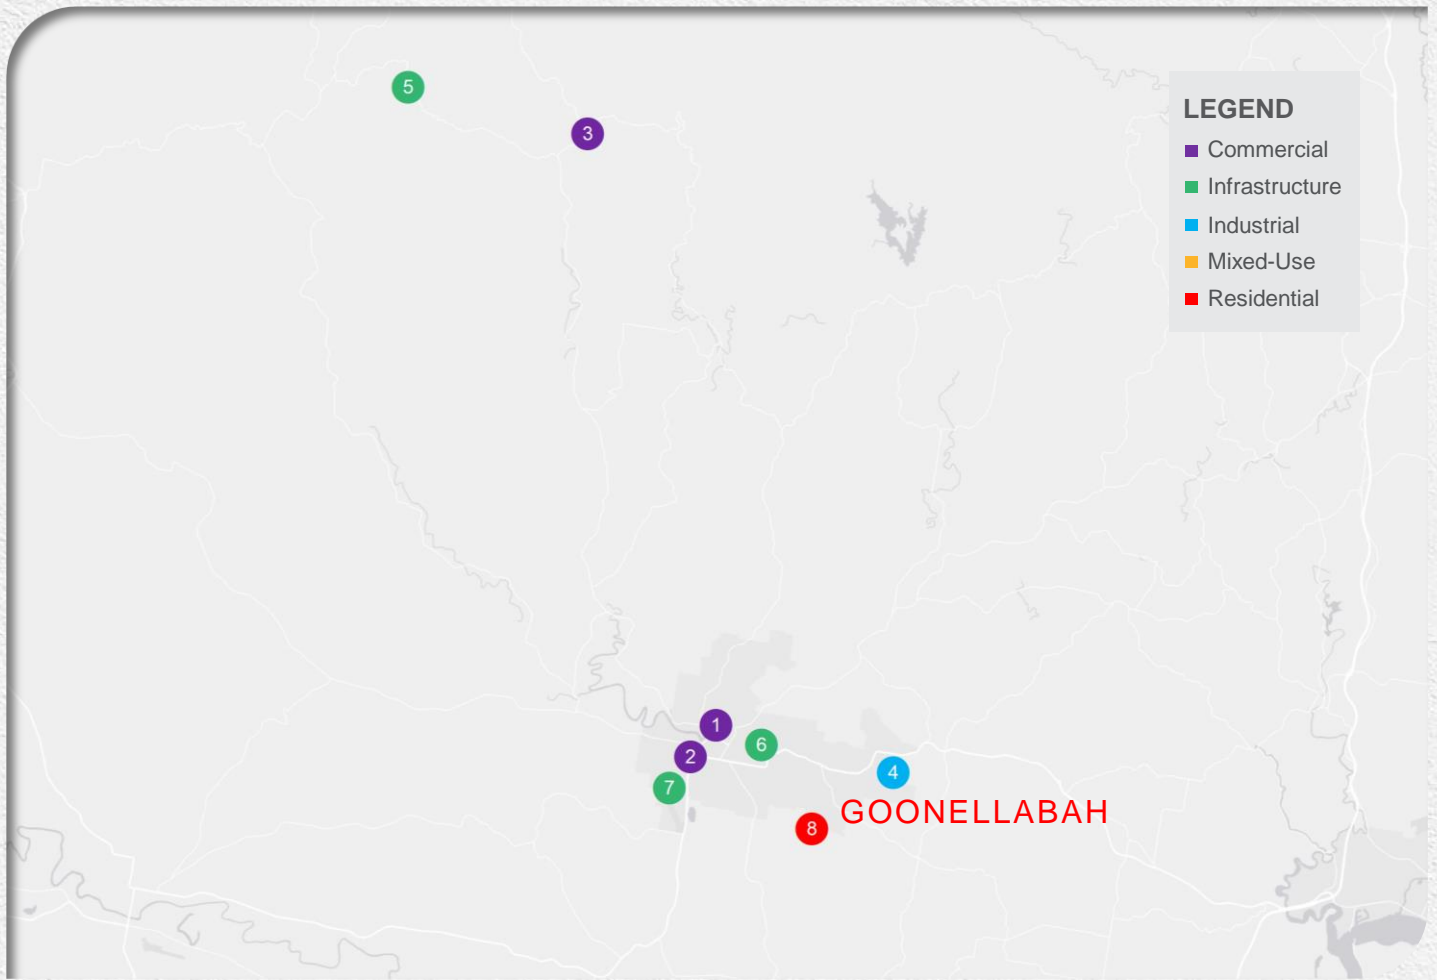 5
3
LEGEND
Commercial
Infrastructure
Industrial
Mixed-Use
Residential
1
6
2
4
7
GOONELLABAH
8